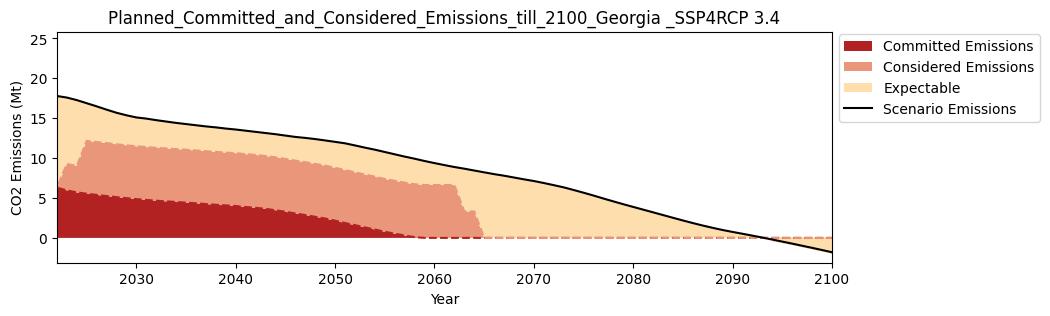 Planned_Committed_and_Considered_Emissions_till_2100_Georgia _SSP4RCP 3.4
25
20
15
10
5
0
CO2 Emissions (Mt)
2030 2040 2050 2060 2070 2080 2090 2100
Year
Committed Emissions
Considered Emissions
Expectable
Scenario Emissions